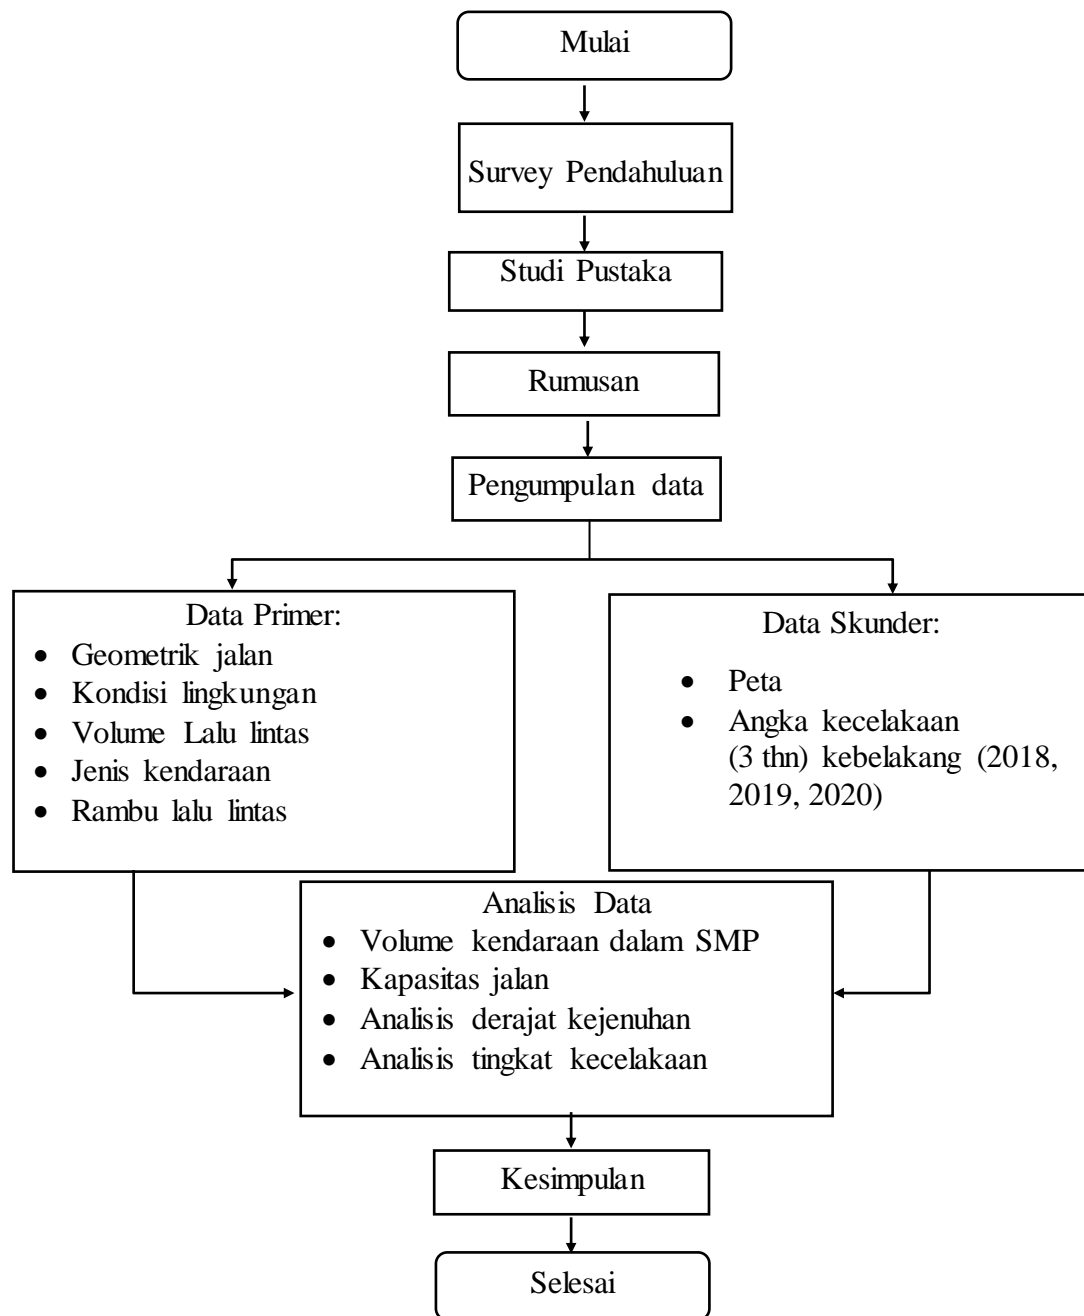 Mulai
Survey Pendahuluan
Studi Pustaka
Rumusan
Pengumpulan data
Data Primer:
• Geometrik jalan
• Kondisi lingkungan
• Volume Lalu lintas
• Jenis kendaraan
• Rambu lalu lintas
Data Skunder:
• Peta
• Angka kecelakaan
(3 thn) kebelakang (2018,
2019, 2020)
Analisis Data
• Volume kendaraan dalam SMP
• Kapasitas jalan
• Analisis derajat kejenuhan
• Analisis tingkat kecelakaan
Kesimpulan
Selesai